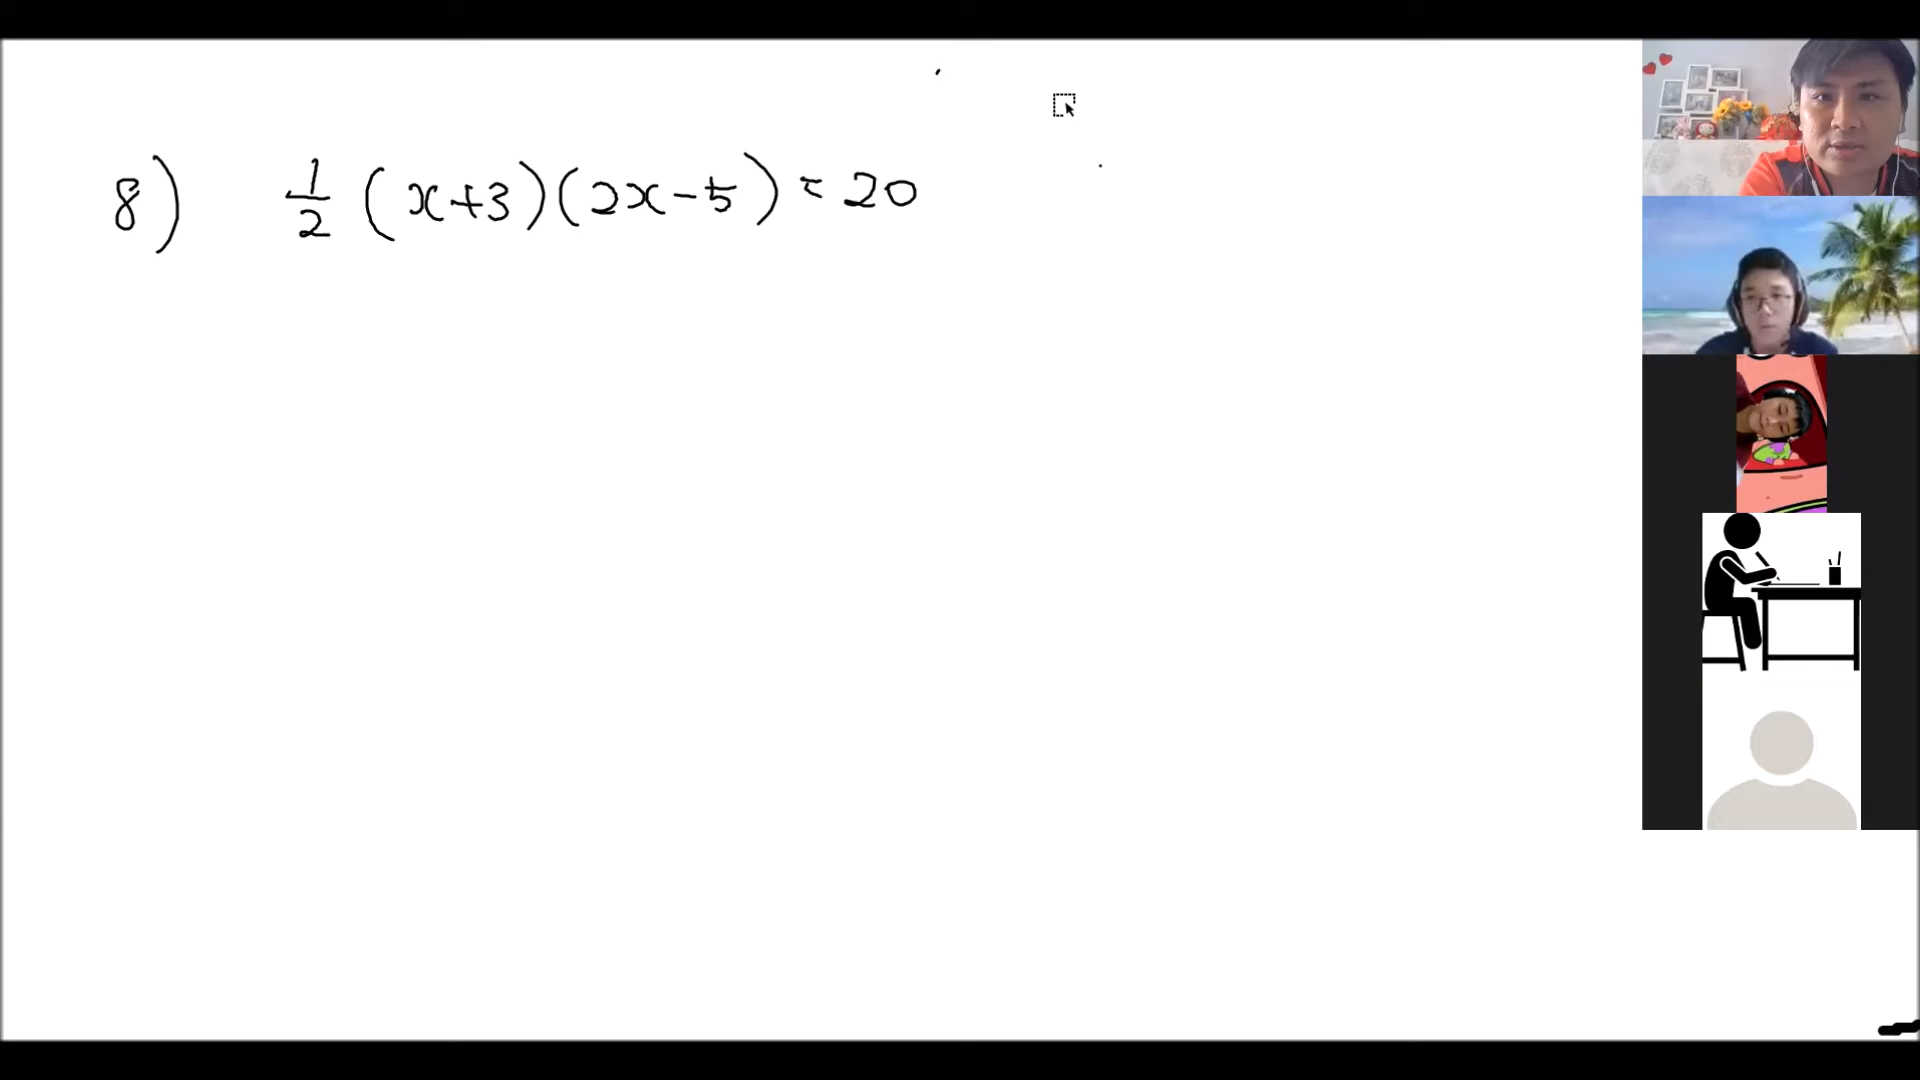 8) 1/2 (x+3)(2x-5) = 20